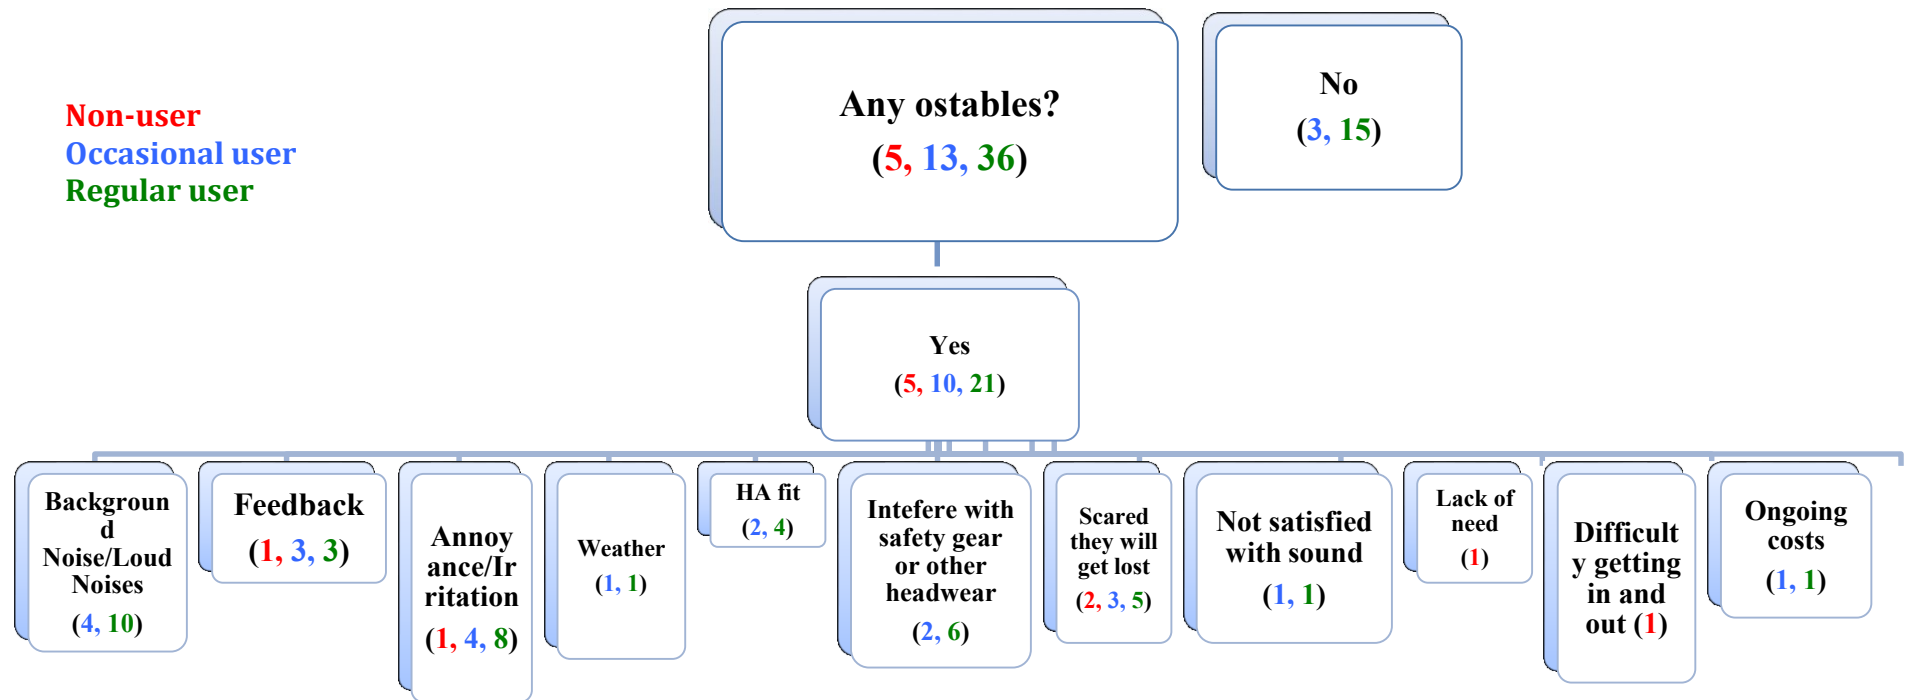 Non-user
Occasional user
Regular user
Any ostables?
(5, 13, 36)
No
(3, 15)
Yes
(5, 10, 21)
Backgroun
d
Noise/Loud
Noises
(4, 10)
Feedback
(1, 3, 3)
Annoy
ance/Ir
ritation
(1, 4, 8)
Weather
(1, 1)
HA fit
(2, 4)
Intefere with
safety gear
or other
headwear
(2, 6)
Scared
they will
get lost
(2, 3, 5)
Not satisfied
with sound
(1, 1)
Lack of
need
(1)
Difficult
y getting
in and
out (1)
Ongoing
costs
(1, 1)